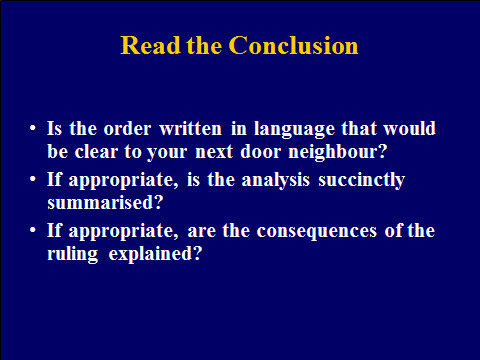 Read the Conclusion
• Is the order written in language that would
be clear to your next door neighbour?
• If appropriate, is the analysis succinctly
summarised?
• If appropriate, are the consequences of the
ruling explained?